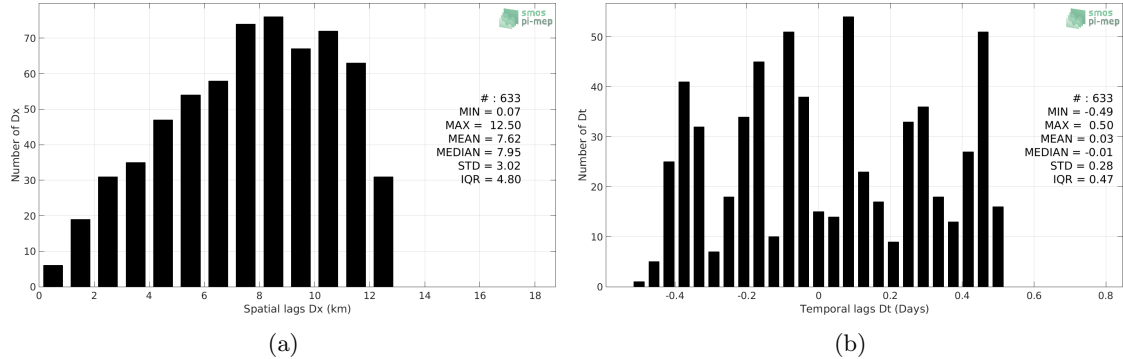 smos
pi-mep
70
60
50
40
30
20
10
0
Number of Dx
# : 633
MIN = 0.07
MAX = 12.50
MEAN = 7.62
MEDIAN = 7.95
STD = 3.02
IQR = 4.80
0 2 4 6 8 10 12 14 16 18
Spatial lags Dx (km)
(a)
smos
pi-mep
50
40
30
20
10
0
Number of Dt
# : 633
MIN = -0.49
MAX = 0.50
MEAN = 0.03
MEDIAN = -0.01
STD = 0.28
IQR = 0.47
-0.4 -0.2 0 0.2 0.4 0.6 0.8
Temporal lags Dt (Days)
(b)